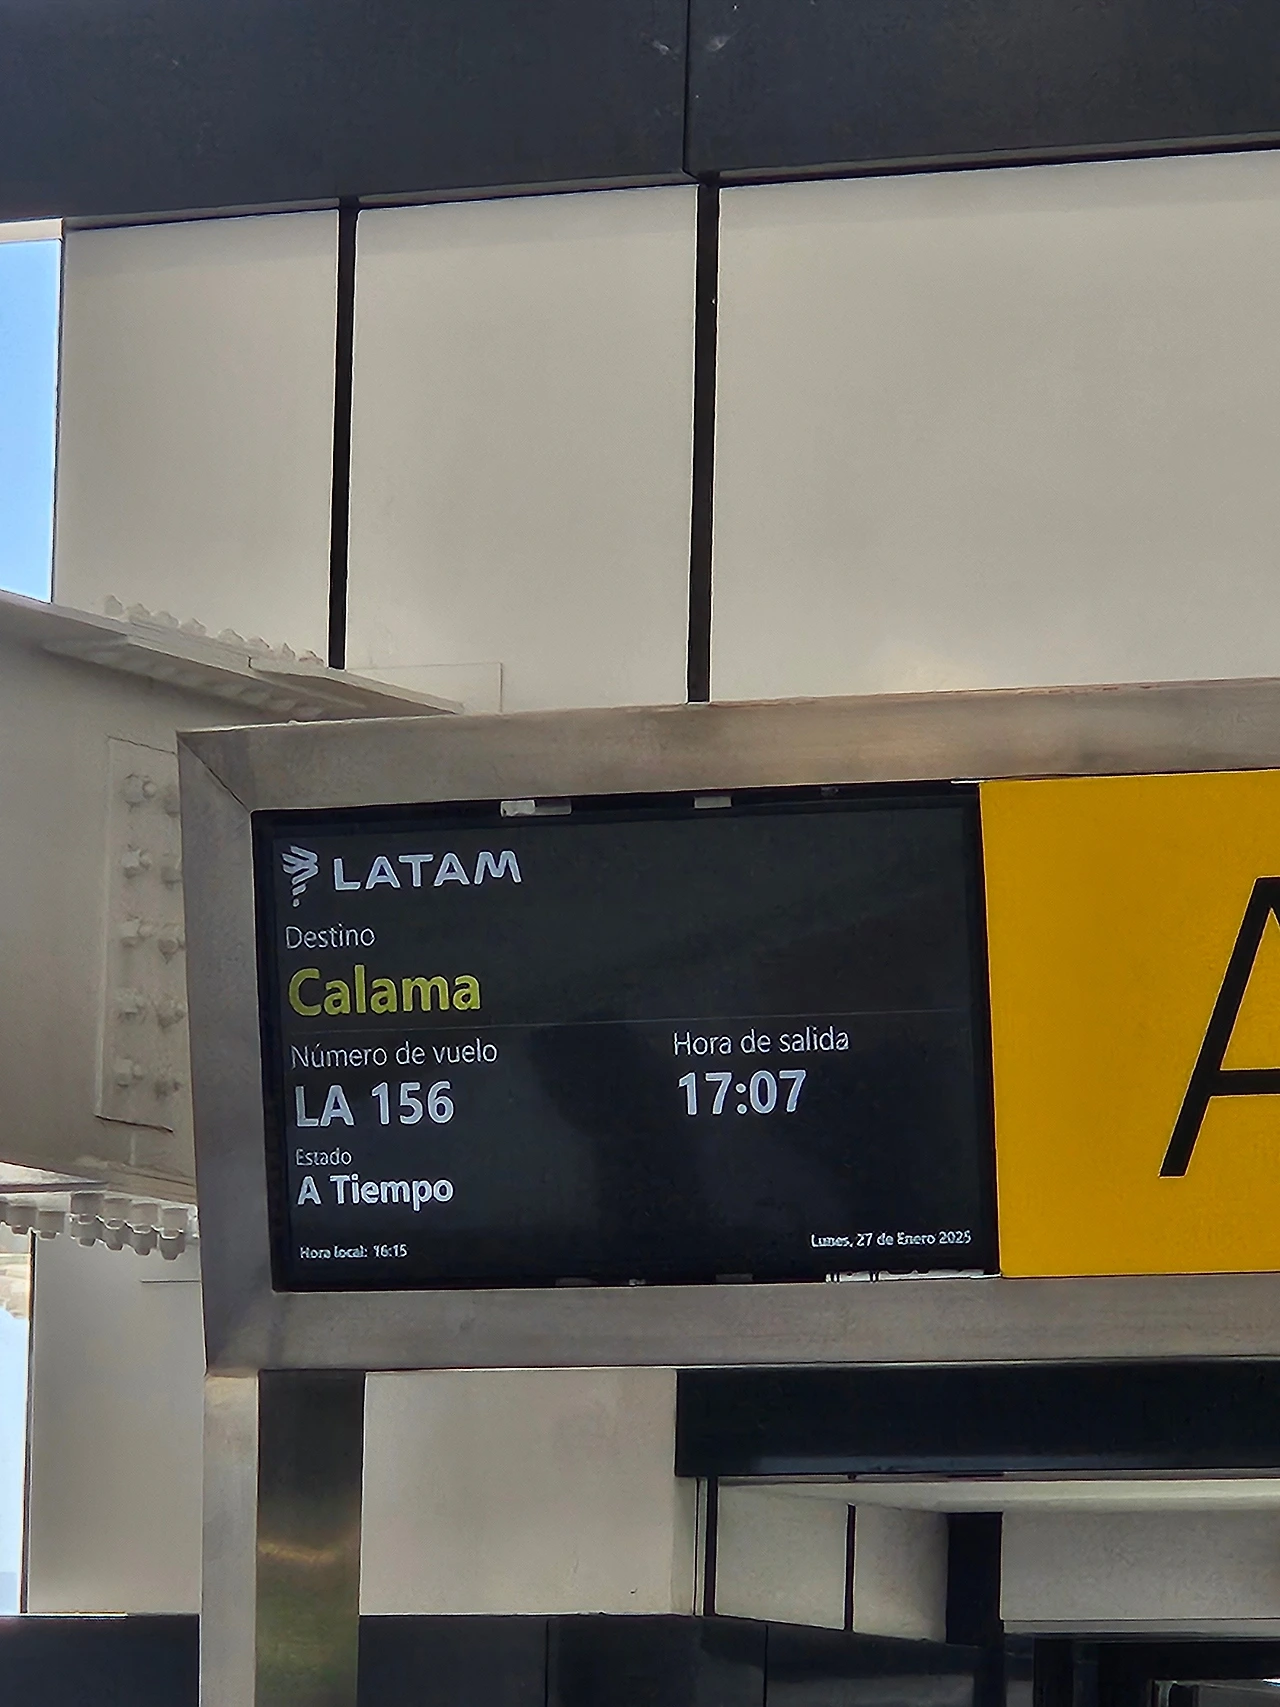 LATAM
Destino
Calama
Número de vuelo
LA 156
Hora de salida
17:07
Estado
A Tiempo
Hora local: 16:15
Lunes, 27 de Enero 2025
A